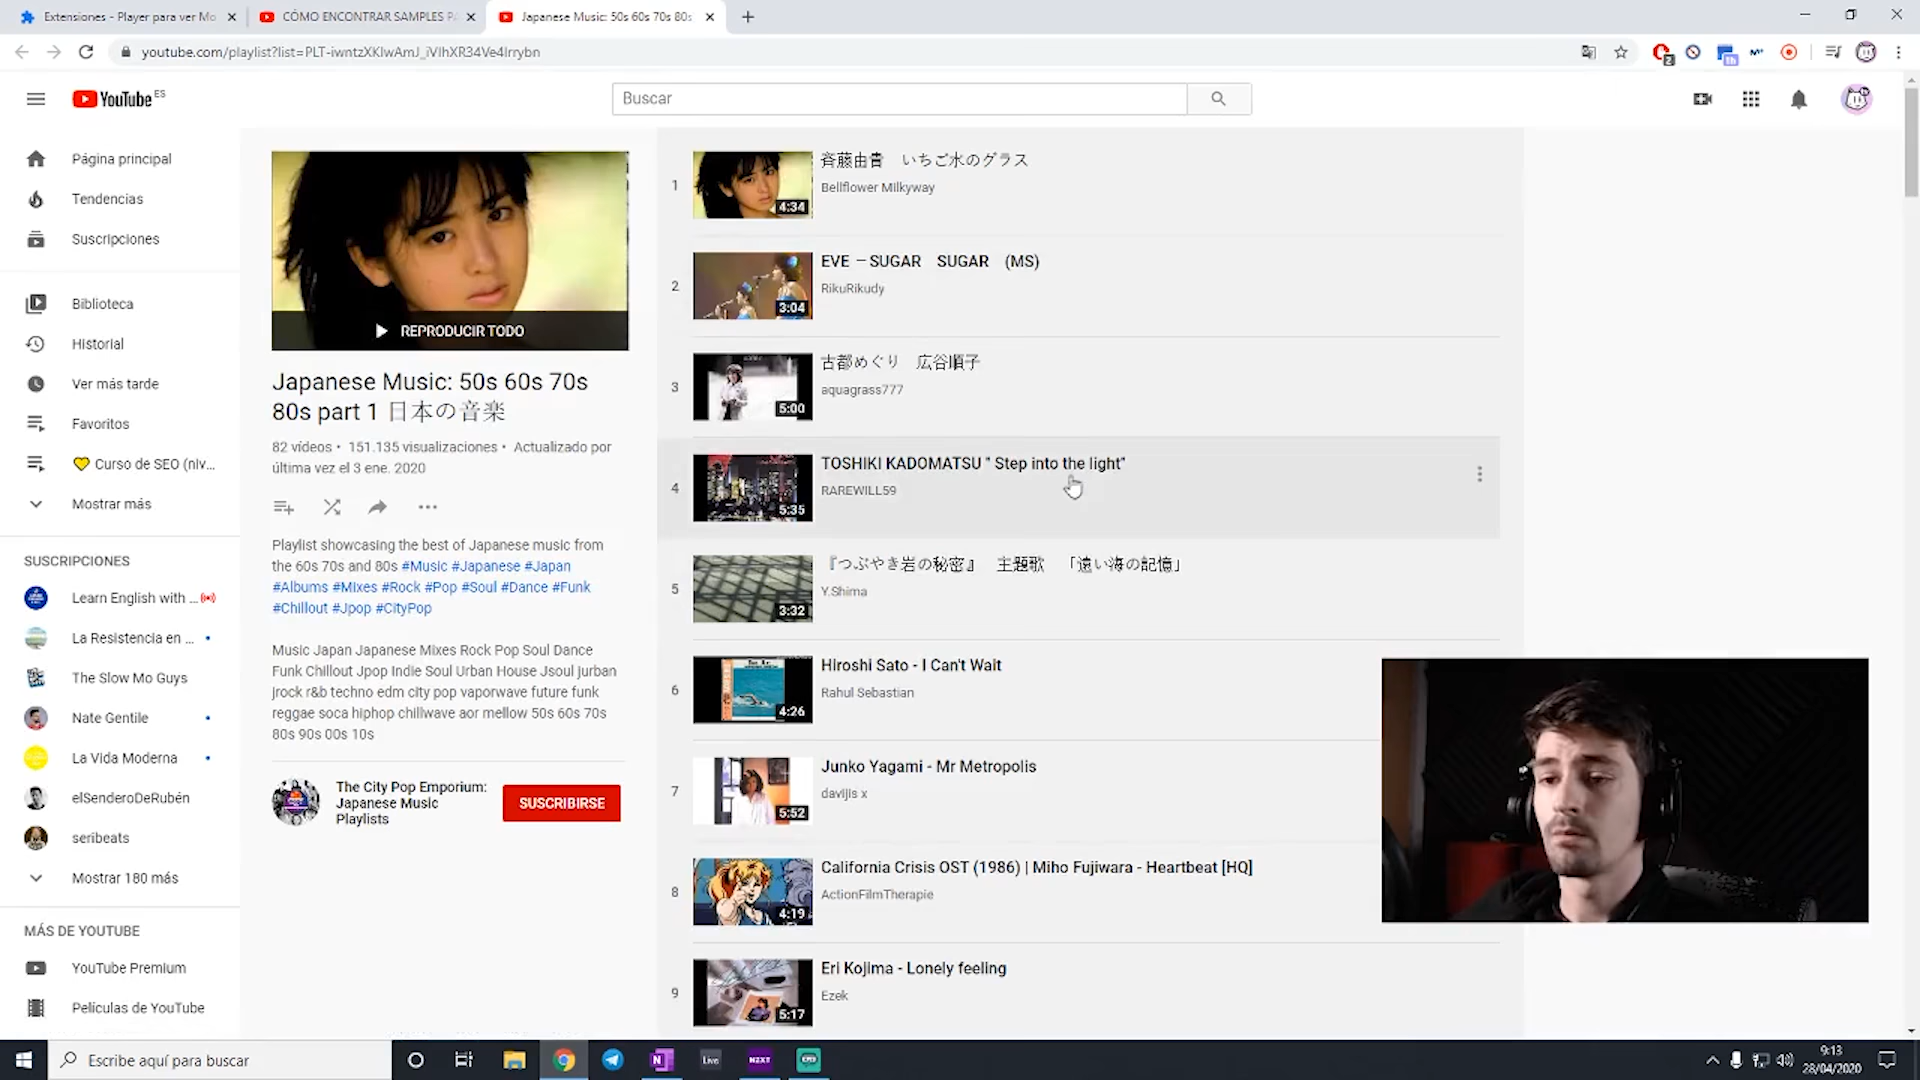 Extensiones - Player para ver Mo
CÓMO ENCONTRAR SAMPLES PA
Japanese Music: 50s 60s 70s 80s
youtube.com/playlist?list=PLT-iwntzXKlwAmJ_iVIhXR34Ve4Irrybn
YouTube ES
Buscar
Página principal
Tendencias
Suscripciones
Biblioteca
Historial
Ver más tarde
Favoritos
Curso de SEO (niv...
Mostrar más
SUSCRIPCIONES
Learn English with ...
La Resistencia en ...
The Slow Mo Guys
Nate Gentile
La Vida Moderna
elSenderoDeRubén
seribeats
Mostrar 180 más
MÁS DE YOUTUBE
YouTube Premium
Películas de YouTube
REPRODUCIR TODO
Japanese Music: 50s 60s 70s
80s part 1 日本の音楽
82 vídeos • 151.135 visualizaciones • Actualizado por
última vez el 3 ene. 2020
Playlist showcasing the best of Japanese music from
the 60s 70s and 80s #Music #Japanese #Japan
#Albums #Mixes #Rock #Pop #Soul #Dance #Funk
#Chillout #Jpop #CityPop
Music Japan Japanese Mixes Rock Pop Soul Dance
Funk Chillout Jpop Indie Soul Urban House Jsoul jurban
jrock r&b techno edm city pop vaporwave future funk
reggae soca hiphop chillwave aor mellow 50s 60s 70s
80s 90s 00s 10s
The City Pop Emporium:
Japanese Music
Playlists
SUSCRIBIRSE
1
4:34
斉藤由貴 いちご水のグラス
Bellflower Milkyway
2
3:04
EVE －SUGAR SUGAR (MS)
RikuRikudy
3
5:00
古都めぐり 広谷順子
aquagrass777
4
5:35
TOSHIKI KADOMATSU " Step into the light"
RAREWILL59
5
3:32
『つぶやき岩の秘密』 主題歌 「遠い海の記憶」
Y.Shima
6
4:26
Hiroshi Sato - I Can't Wait
Rahul Sebastian
7
5:52
Junko Yagami - Mr Metropolis
davijis x
8
4:19
California Crisis OST (1986) | Miho Fujiwara - Heartbeat [HQ]
ActionFilmTherapie
9
5:17
Eri Kojima - Lonely feeling
Ezek
Escribe aquí para buscar
Live
NZXT
9:13
28/04/2020